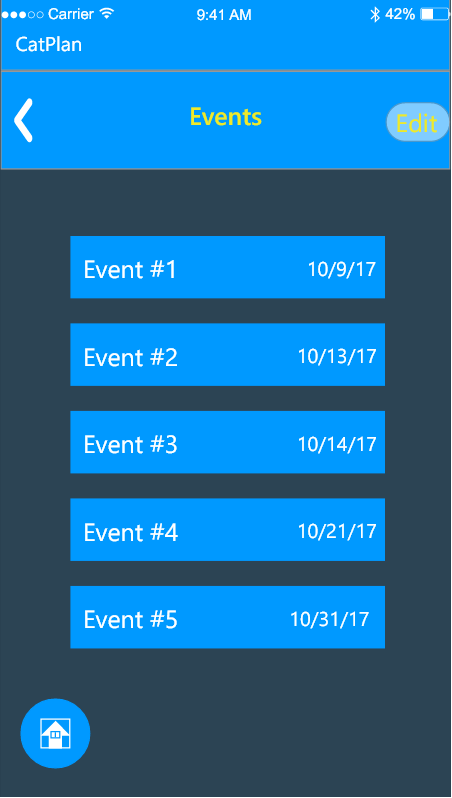 Carrier 9:41 AM 42%
CatPlan
Events Edit
Event #1 10/9/17
Event #2 10/13/17
Event #3 10/14/17
Event #4 10/21/17
Event #5 10/31/17